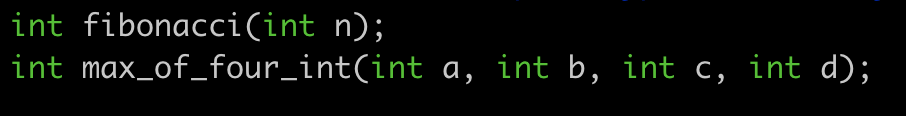 int fibonacci(int n);
int max_of_four_int(int a, int b, int c, int d);